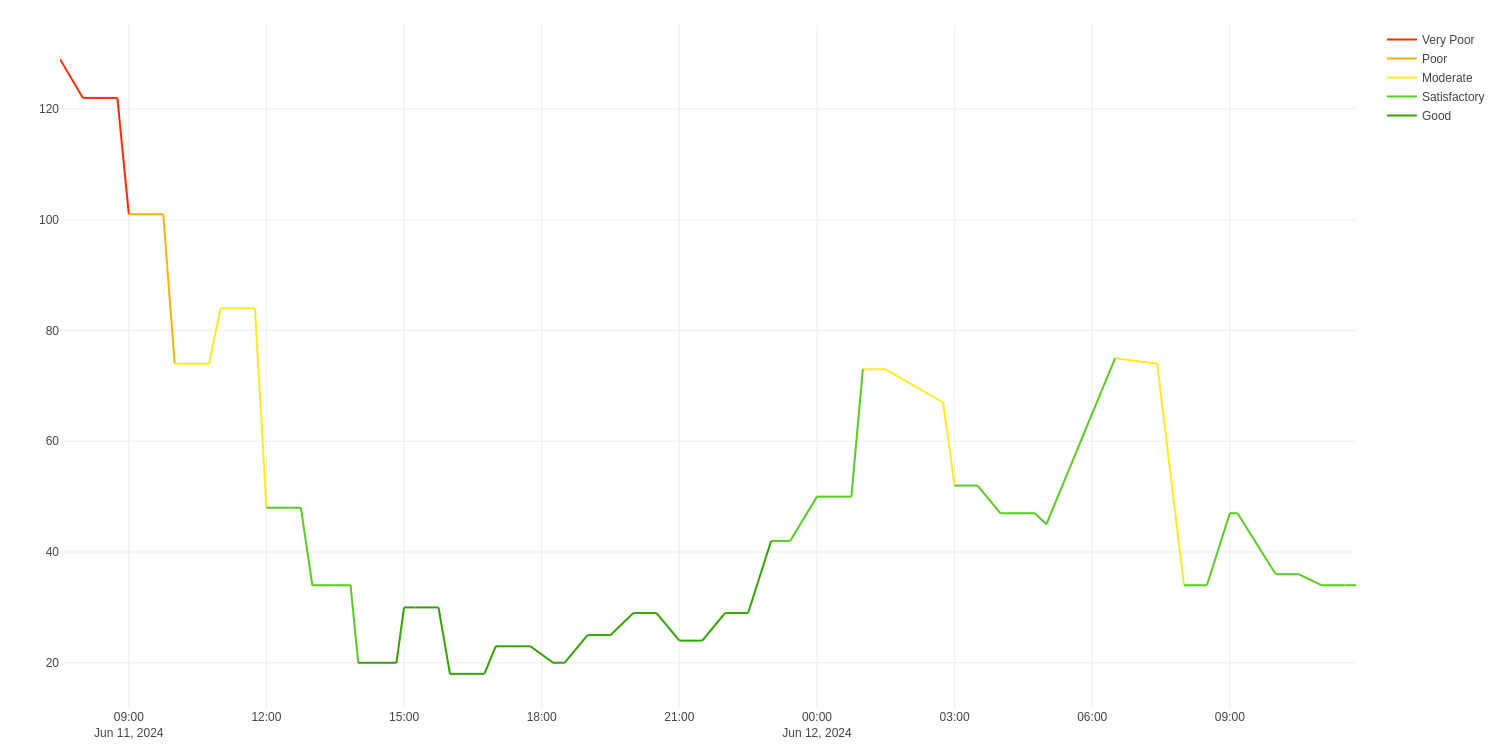 120
100
80
60
40
20
09:00
Jun 11, 2024
12:00
15:00
18:00
21:00
00:00
Jun 12, 2024
03:00
06:00
09:00
Very Poor
Poor
Moderate
Satisfactory
Good